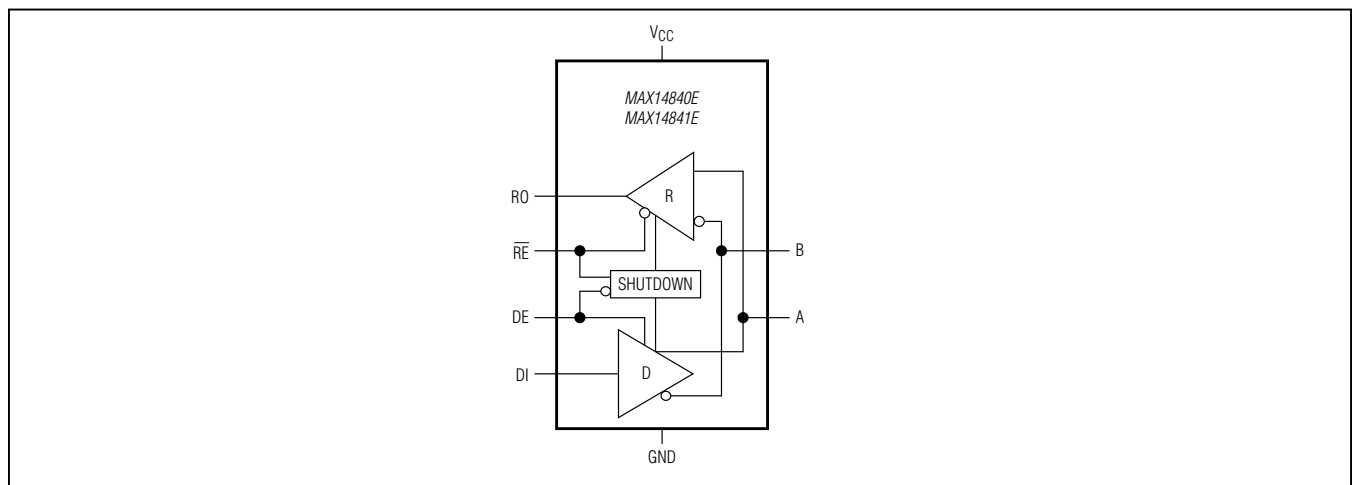 VCC
MAX14840E
MAX14841E
R
RO
RE
B
SHUTDOWN
DE
A
D
DI
GND